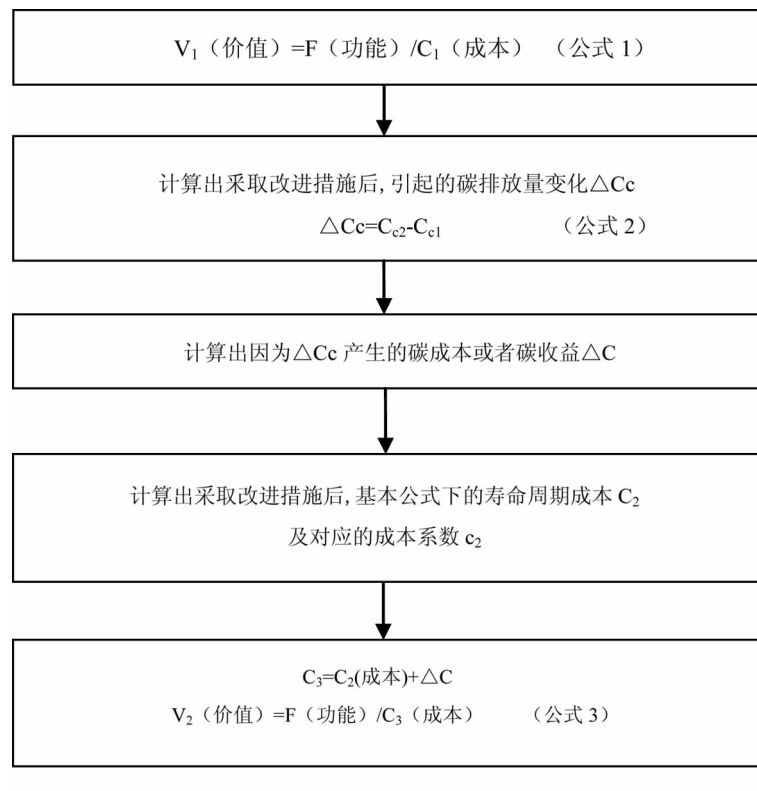 V₁（价值）=F（功能）/C₁（成本） （公式 1）
计算出采取改进措施后, 引起的碳排放量变化△Cc
△Cc=C_c2-C_c1 （公式 2）
计算出因为△Cc 产生的碳成本或者碳收益△C
计算出采取改进措施后, 基本公式下的寿命周期成本 C₂
及对应的成本系数 c₂
C₃=C₂(成本)+△C
V₂（价值）=F（功能）/C₃（成本） （公式 3）